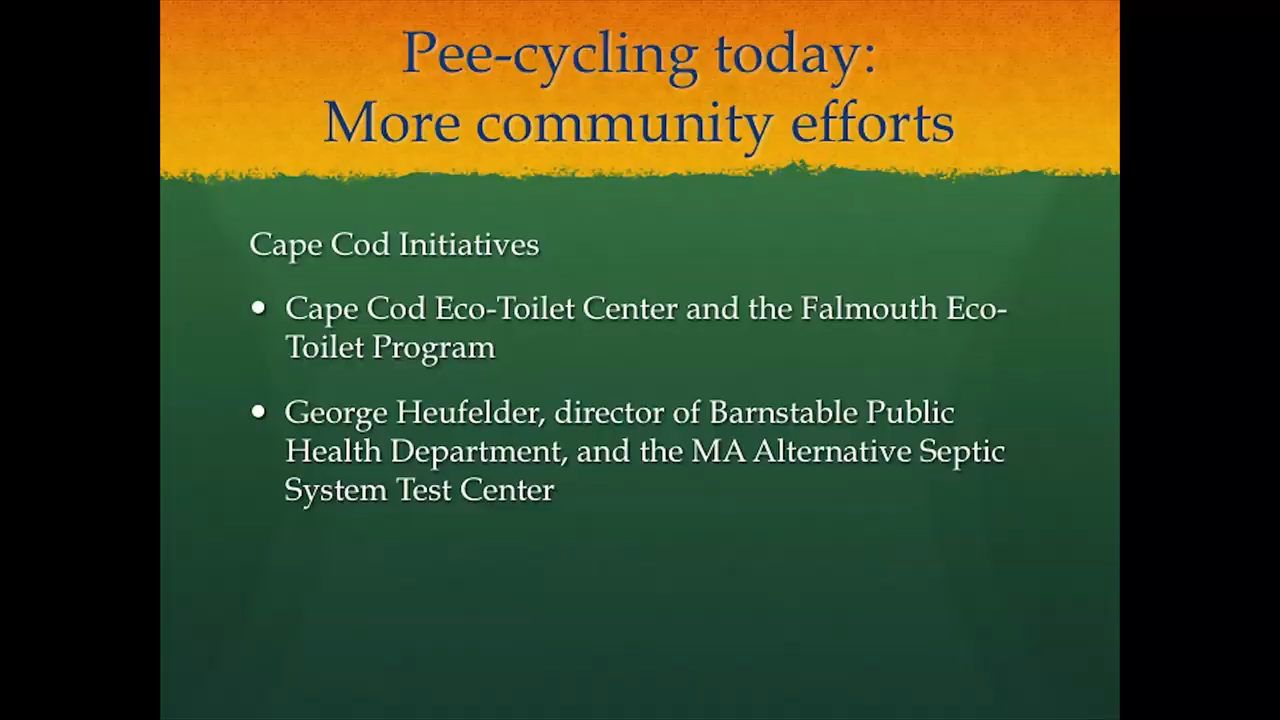 Pee-cycling today:
More community efforts
Cape Cod Initiatives
• Cape Cod Eco-Toilet Center and the Falmouth Eco-
Toilet Program
• George Heufelder, director of Barnstable Public
Health Department, and the MA Alternative Septic
System Test Center